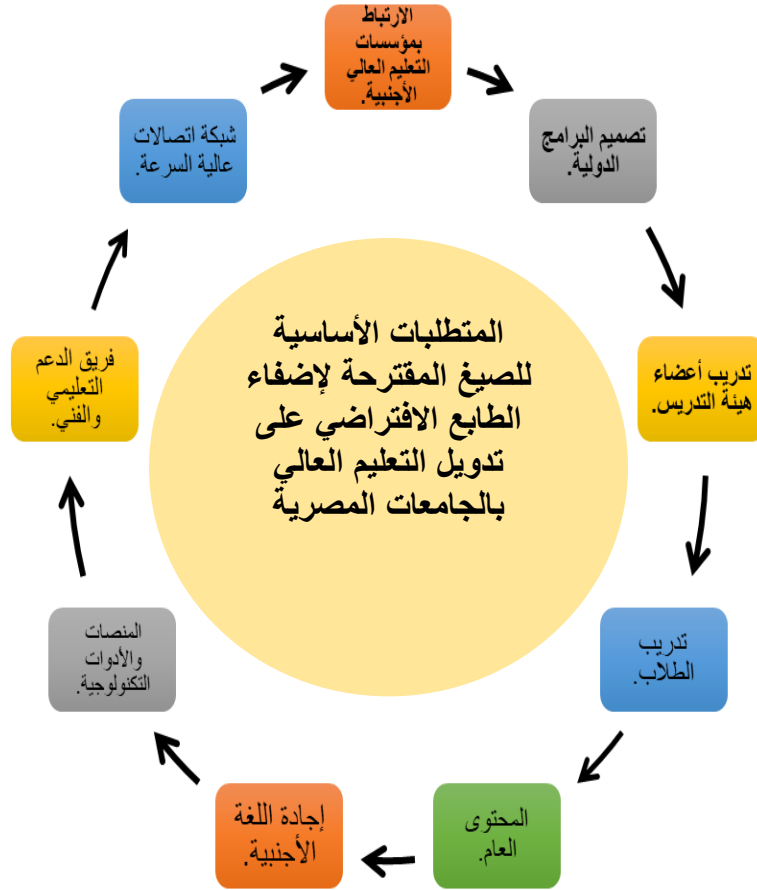 المتطلبات الأساسية
للصيغ المقترحة لإضفاء
الطابع الافتراضي على
تدويل التعليم العالي
بالجامعات المصرية
الارتباط
بمؤسسات
التعليم العالي
الأجنبية.
تصميم البرامج
الدولية.
تدريب أعضاء
هيئة التدريس.
تدريب
الطلاب.
المحتوى
العام.
إجادة اللغة
الأجنبية.
المنصات
والأدوات
التكنولوجية.
فريق الدعم
التعليمي
والفني.
شبكة اتصالات
عالية السرعة.